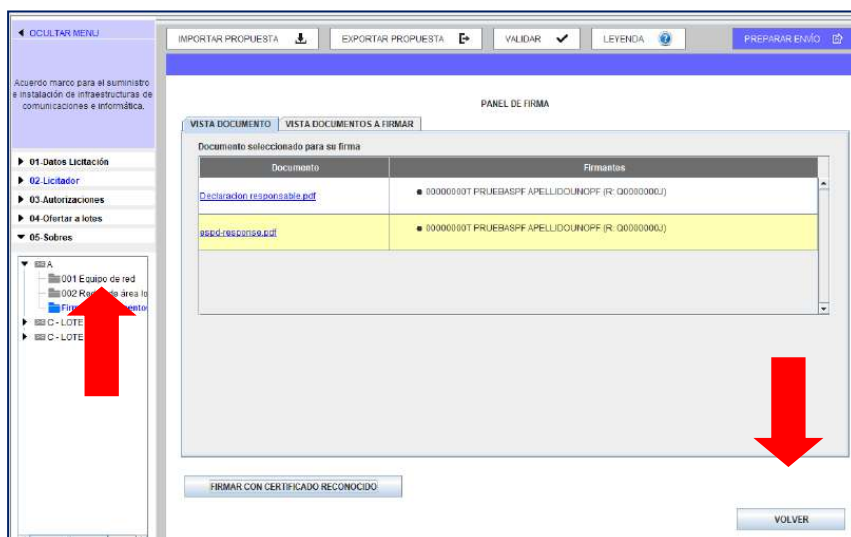 OCULTAR MENU
IMPORTAR PROPUESTA
EXPORTAR PROPUESTA
VALIDAR
LEYENDA
PREPARAR ENVÍO
Acuerdo marco para el suministro
e instalación de infraestructuras de
comunicaciones e informática.
PANEL DE FIRMA
VISTA DOCUMENTO
VISTA DOCUMENTOS A FIRMAR
Documento seleccionado para su firma
Documento
Firmantes
Declaracion responsable.pdf
00000000T PRUEBASPF APELLIDOUNOPF (R: Q0000000J)
espd-response.pdf
00000000T PRUEBASPF APELLIDOUNOPF (R: Q0000000J)
01-Datos Licitación
02-Licitador
03-Autorizaciones
04-Ofertar a lotes
05-Sobres
A
001 Equipo de red
002 de área lo
C - LOTE
C - LOTE
FIRMAR CON CERTIFICADO RECONOCIDO
VOLVER